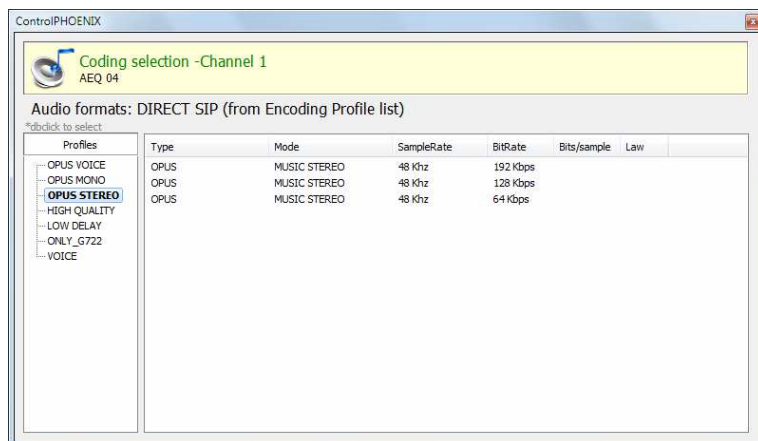 ControlPHOENIX
Coding selection -Channel 1
AEQ 04
Audio formats: DIRECT SIP (from Encoding Profile list)
*dbclick to select
Profiles
OPUS VOICE
OPUS MONO
OPUS STEREO
HIGH QUALITY
LOW DELAY
ONLY_G722
VOICE
Type Mode SampleRate BitRate Bits/sample Law
OPUS MUSIC STEREO 48 Khz 192 Kbps
OPUS MUSIC STEREO 48 Khz 128 Kbps
OPUS MUSIC STEREO 48 Khz 64 Kbps